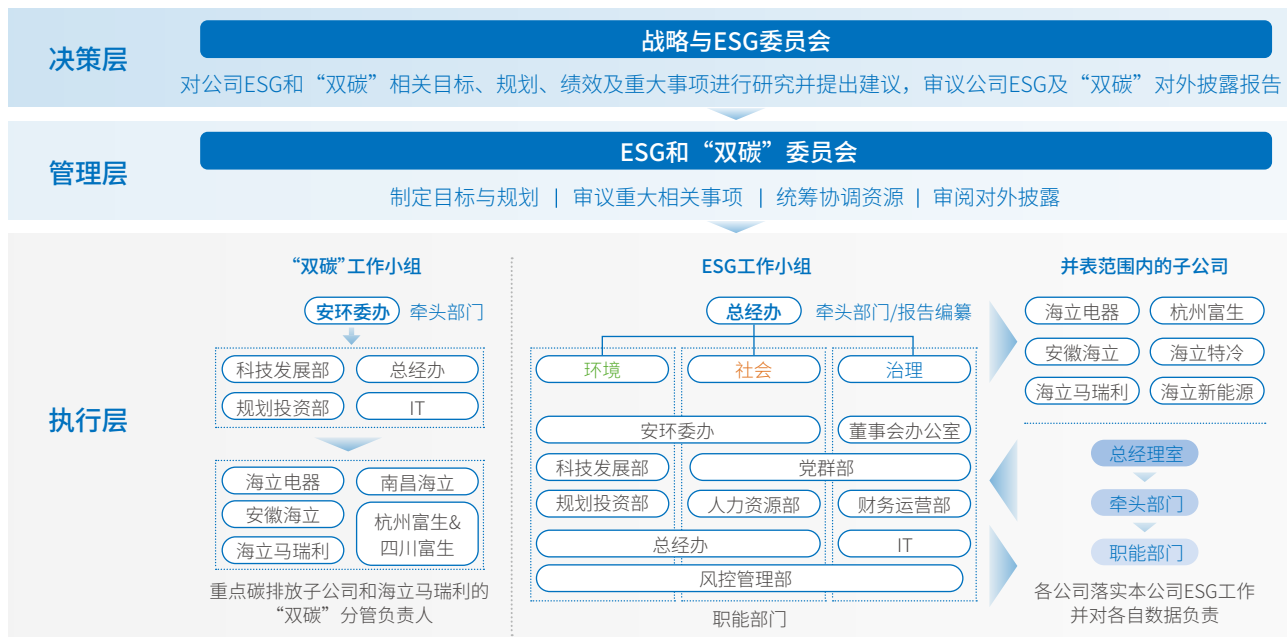 决策层
战略与ESG委员会
对公司ESG和“双碳”相关目标、规划、绩效及重大事项进行研究并提出建议，审议公司ESG及“双碳”对外披露报告
管理层
ESG和“双碳”委员会
制定目标与规划 | 审议重大相关事项 | 统筹协调资源 | 审阅对外披露
执行层
“双碳”工作小组
安环委办 牵头部门
科技发展部 总经办
规划投资部 IT
海立电器 南昌海立
安徽海立
杭州富生&
四川富生
海立马瑞利
重点碳排放子公司和海立马瑞利的
“双碳”分管负责人
ESG工作小组
总经办 牵头部门/报告编纂
环境 社会 治理
安环委办 董事会办公室
科技发展部 党群部
规划投资部 人力资源部 财务运营部
总经办 IT
风控管理部
职能部门
并表范围内的子公司
海立电器 杭州富生
安徽海立 海立特冷
海立马瑞利 海立新能源
总经理室
牵头部门
职能部门
各公司落实本公司ESG工作
并对各自数据负责